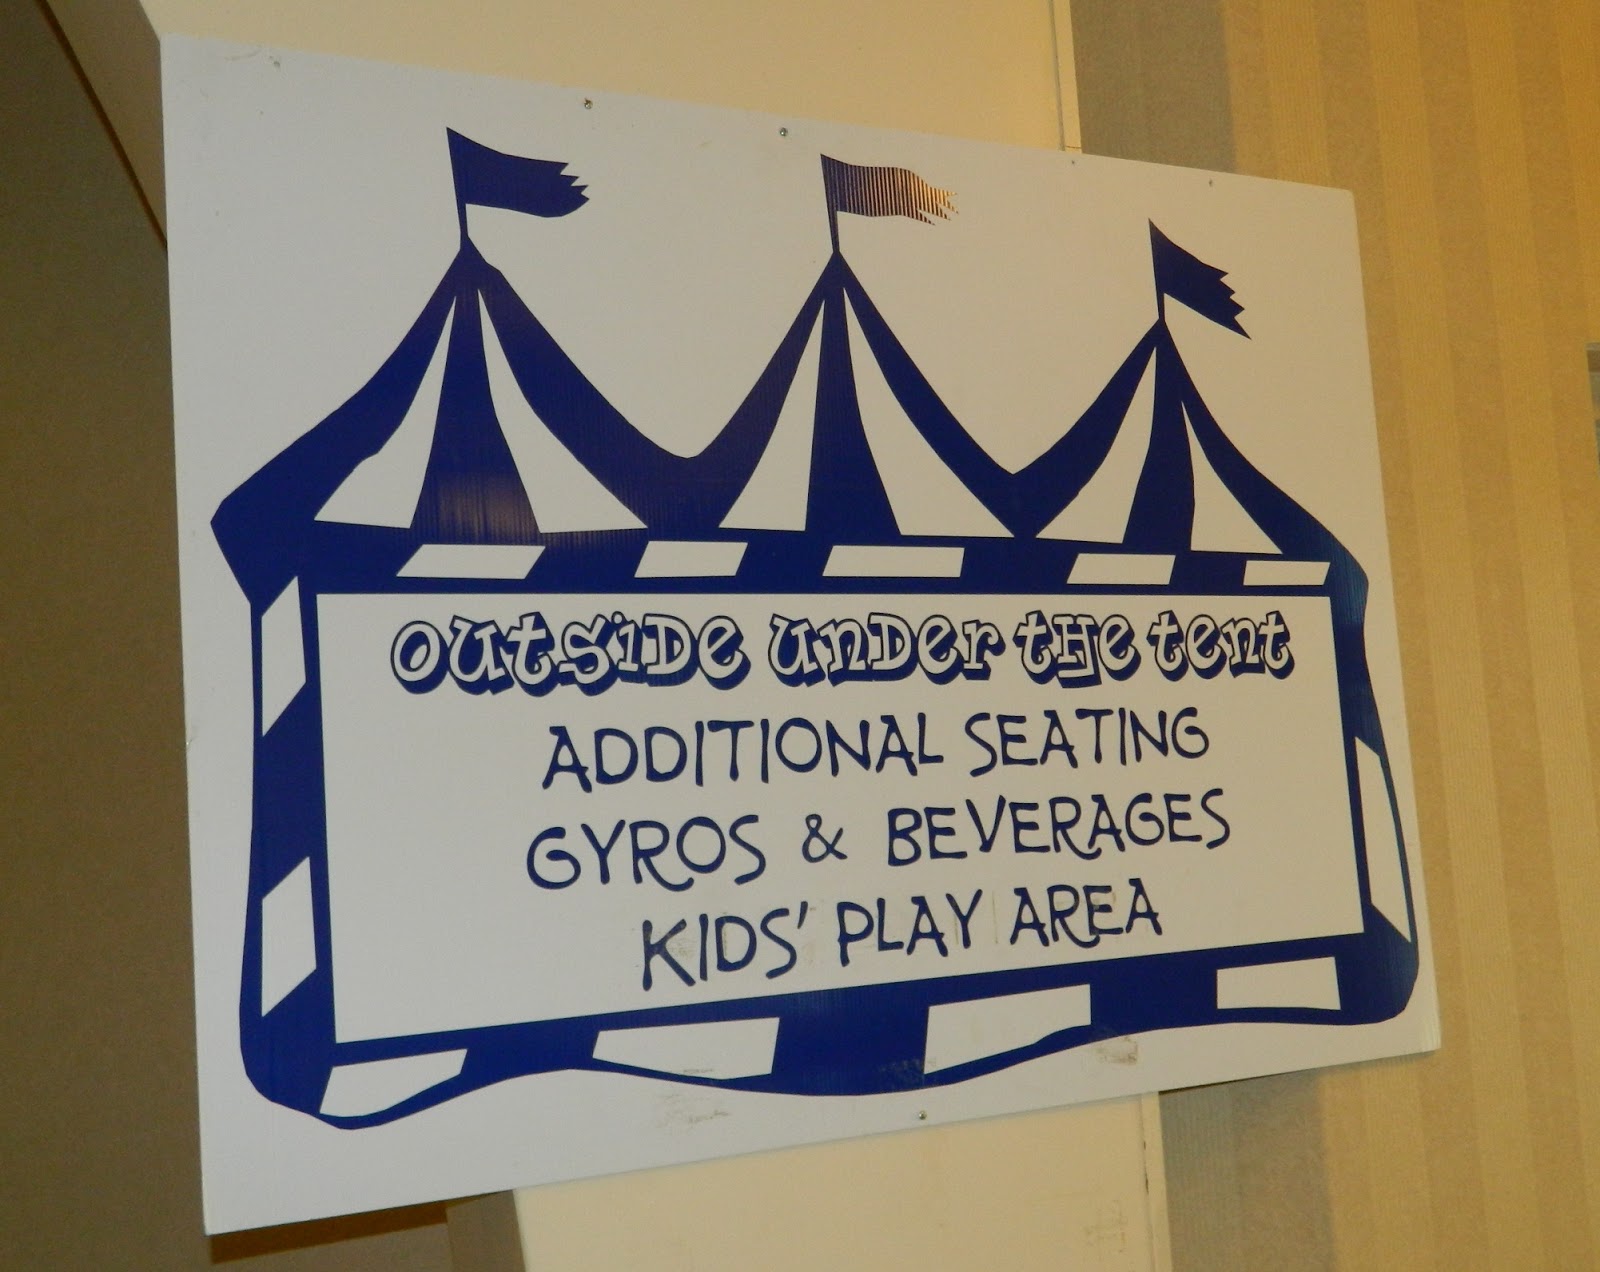 OUtSiDE UnDEr tHe tent
ADDITIONAL SEATING
GYROS & BEVERAGES
KIDS' PLAY AREA